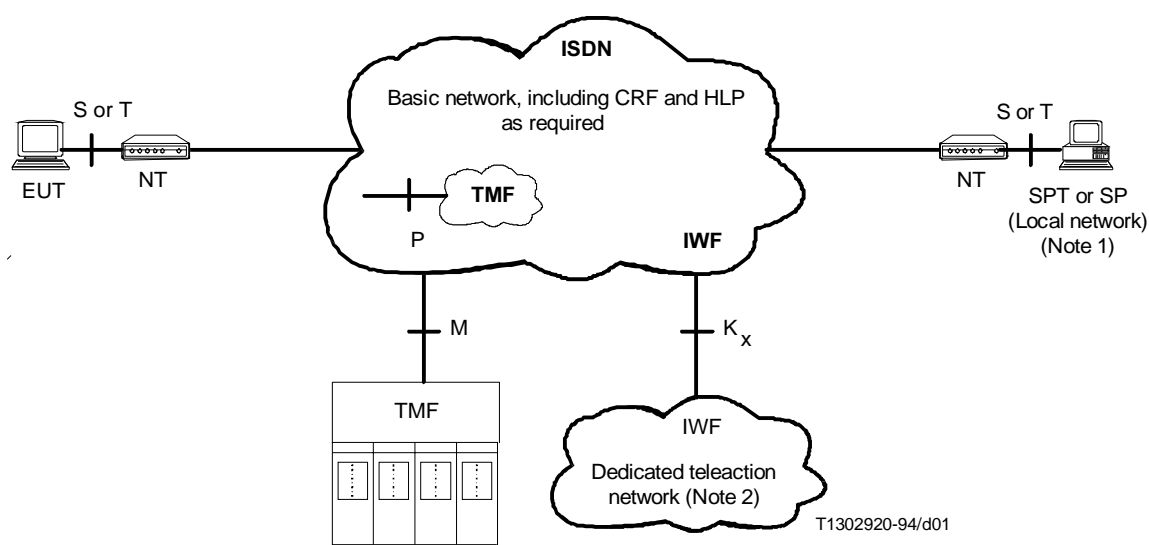 ISDN
Basic network, including CRF and HLP
as required
S or T
EUT
NT
S or T
NT
SPT or SP
(Local network)
(Note 1)
TMF
P
IWF
M
Kx
TMF
IWF
Dedicated teleaction
network (Note 2)
T1302920-94/d01